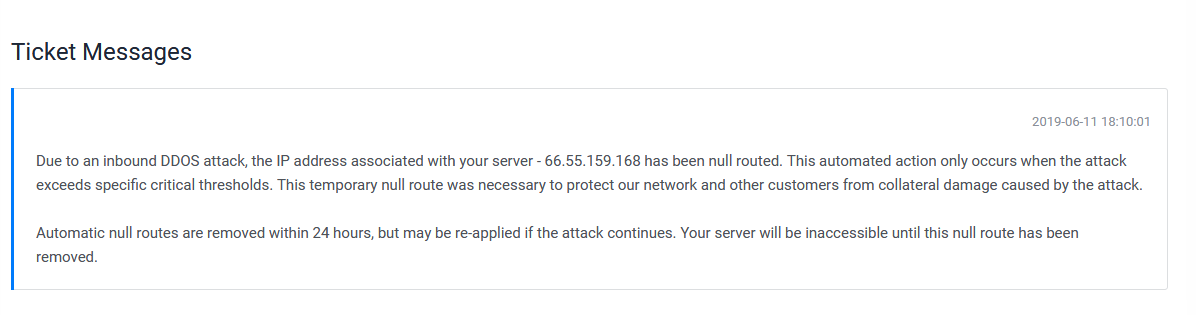 Ticket Messages
2019-06-11 18:10:01
Due to an inbound DDOS attack, the IP address associated with your server - 66.55.159.168 has been null routed. This automated action only occurs when the attack
exceeds specific critical thresholds. This temporary null route was necessary to protect our network and other customers from collateral damage caused by the attack.
Automatic null routes are removed within 24 hours, but may be re-applied if the attack continues. Your server will be inaccessible until this null route has been
removed.